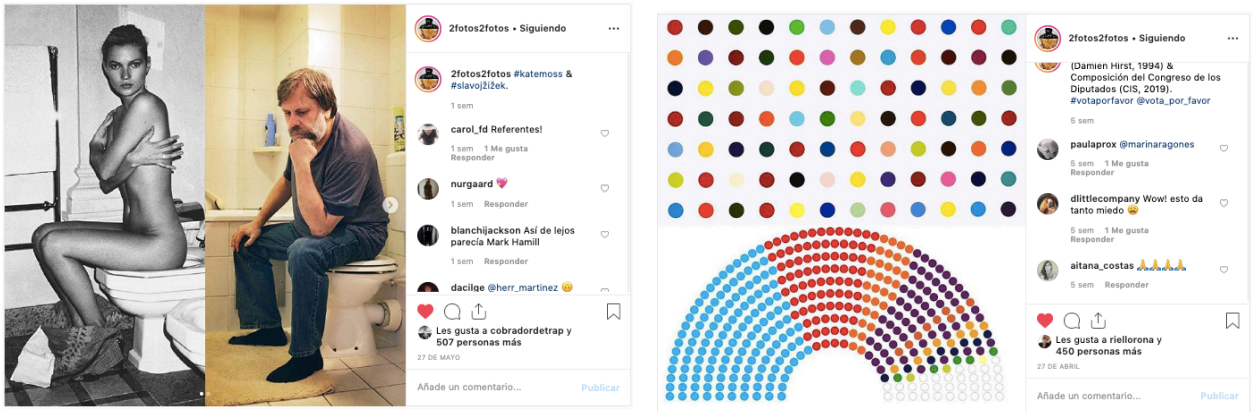 2fotos2fotos • Siguiendo
2fotos2fotos #katemoss &
#slavojžižek.
1 sem
carol_fd Referentes!
1 sem 1 Me gusta
Responder
nurgaard 💖
1 sem Responder
blanchijackson Así de lejos
parecía Mark Hamill
1 sem Responder
dacilge @herr_martinez 😊
Les gusta a cobradordetrap y
507 personas más
27 DE MAYO
Añade un comentario...
Publicar
2fotos2fotos • Siguiendo
(Damien Hirst, 1994) &
Composición del Congreso de los
Diputados (CIS, 2019).
#votaporfavor @vota_por_favor
5 sem
paulaprox @marinaragones
5 sem 1 Me gusta
Responder
dlittlecompany Wow! esto da
tanto miedo 😩
5 sem 1 Me gusta
Responder
aitana_costas 🙏🙏🙏🙏
5 sem Responder
Les gusta a riellorona y
450 personas más
27 DE ABRIL
Añade un comentario...
Publicar